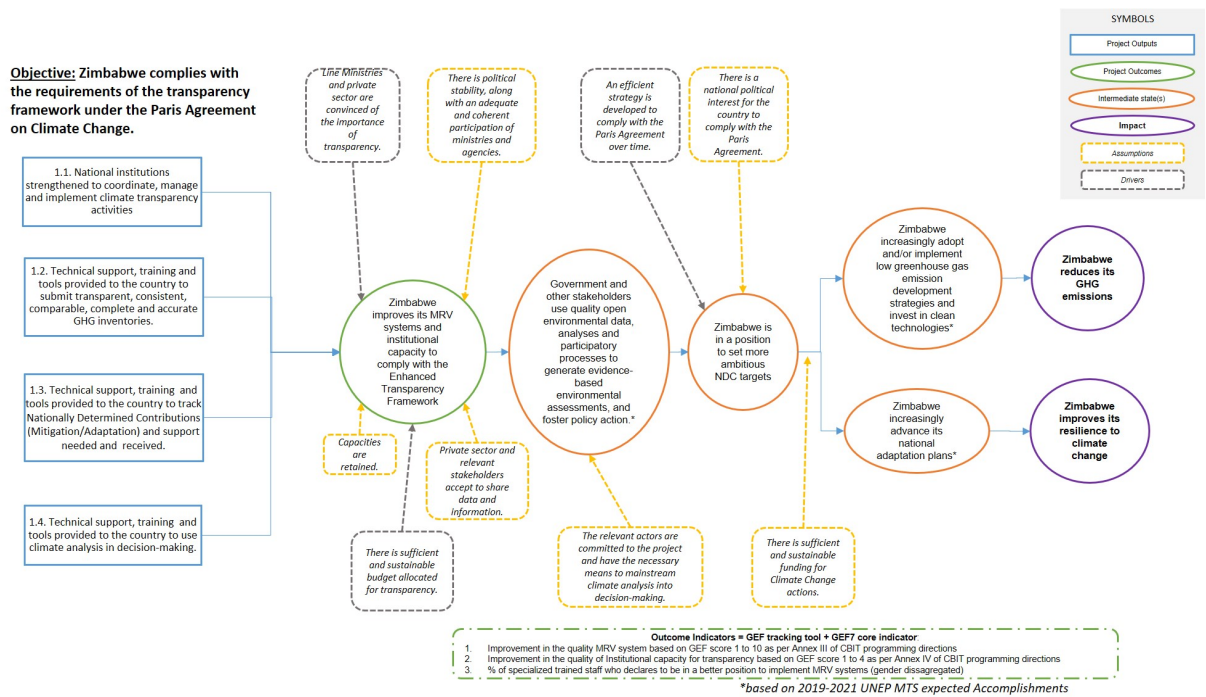 SYMBOLS
Project Outputs
Project Outcomes
Intermediate state(s)
Impact
Assumptions
Drivers
Objective: Zimbabwe complies with
the requirements of the transparency
framework under the Paris Agreement
on Climate Change.
Line Ministries
and private
sector are
convinced of the
importance of
transparency.
There is political
stability, along
with an adequate
and coherent
participation of
ministries and
agencies.
An efficient
strategy is
developed to
comply with the
Paris Agreement
over time.
There is a
national political
interest for the
country to
comply with the
Paris
Agreement.
1.1. National institutions
strengthened to coordinate, manage
and implement climate transparency
activities
1.2. Technical support, training and
tools provided to the country to
submit transparent, consistent,
comparable, complete and accurate
GHG inventories.
1.3. Technical support, training and
tools provided to the country to track
Nationally Determined Contributions
(Mitigation/Adaptation) and support
needed and received.
1.4. Technical support, training and
tools provided to the country to use
climate analysis in decision-making.
Zimbabwe
improves its MRV
systems and
institutional
capacity to
comply with the
Enhanced
Transparency
Framework
Government and
other stakeholders
use quality open
environmental data,
analyses and
participatory
processes to
generate evidence-
based
environmental
assessments, and
foster policy action.*
Zimbabwe is
in a position
to set more
ambitious
NDC targets
Zimbabwe
increasingly adopt
and/or implement
low greenhouse gas
emission
development
strategies and
invest in clean
technologies*
Zimbabwe
reduces its
GHG
emissions
Zimbabwe
increasingly
advance its
national
adaptation plans*
Zimbabwe
improves its
resilience to
climate
change
Capacities
are
retained.
Private sector and
relevant
stakeholders
accept to share
data and
information.
There is sufficient
and sustainable
budget allocated
for transparency.
The relevant actors are
committed to the project
and have the necessary
means to mainstream
climate analysis into
decision-making.
There is sufficient
and sustainable
funding for
Climate Change
actions.
Outcome Indicators = GEF tracking tool + GEF7 core indicator:
1. Improvement in the quality MRV system based on GEF score 1 to 10 as per Annex III of CBIT programming directions
2. Improvement in the quality of Institutional capacity for transparency based on GEF score 1 to 4 as per Annex IV of CBIT programming directions
3. % of specialized trained staff who declares to be in a better position to implement MRV systems (gender dissagregated)
*based on 2019-2021 UNEP MTS expected Accomplishments